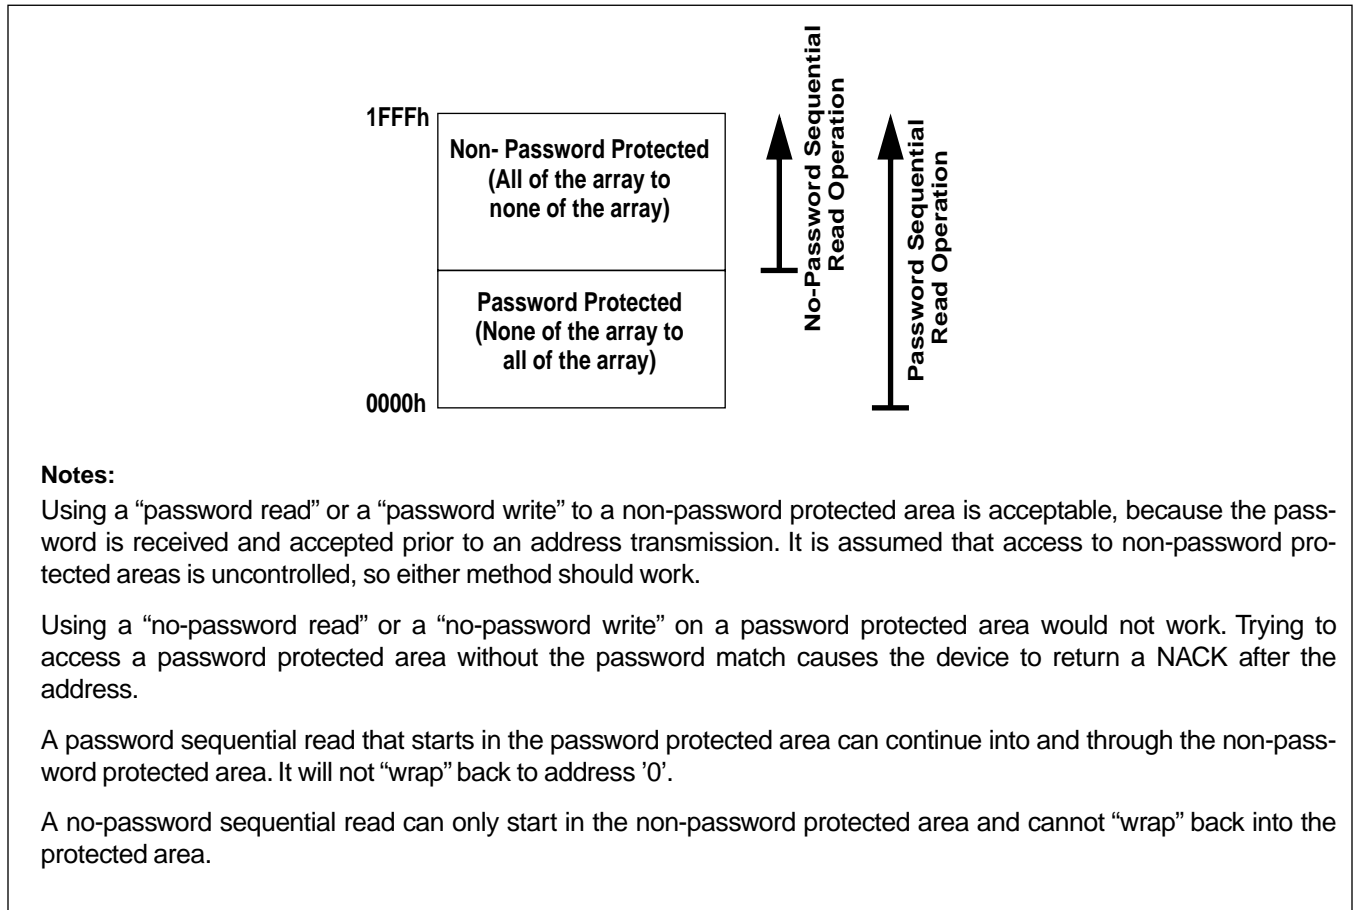 1FFFh
Non- Password Protected
(All of the array to
none of the array)
Password Protected
(None of the array to
all of the array)
0000h
No-Password Sequential
Read Operation
Password Sequential
Read Operation
Notes:
Using a “password read” or a “password write” to a non-password protected area is acceptable, because the pass-
word is received and accepted prior to an address transmission. It is assumed that access to non-password pro-
tected areas is uncontrolled, so either method should work.
Using a “no-password read” or a “no-password write” on a password protected area would not work. Trying to
access a password protected area without the password match causes the device to return a NACK after the
address.
A password sequential read that starts in the password protected area can continue into and through the non-pass-
word protected area. It will not “wrap” back to address ’0’.
A no-password sequential read can only start in the non-password protected area and cannot “wrap” back into the
protected area.